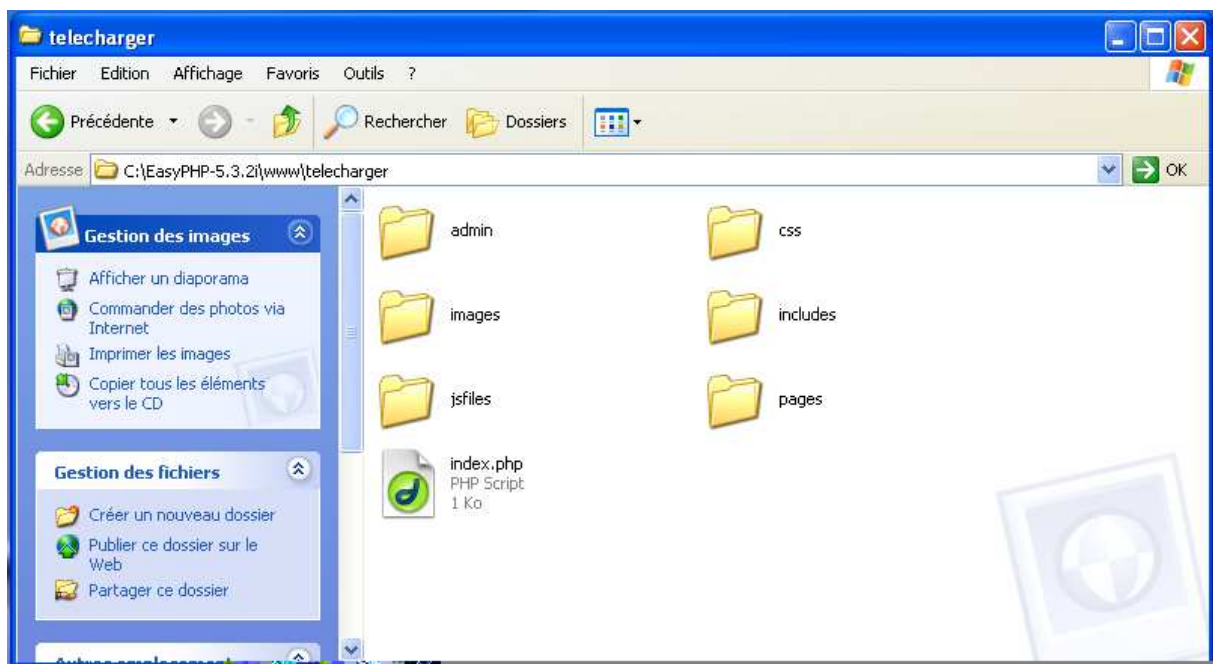 telecharger
Fichier Edition Affichage Favoris Outils ?
Précédente Rechercher Dossiers
Adresse C:\EasyPHP-5.3.2i\www\telecharger OK
Gestion des images
Afficher un diaporama
Commander des photos via
Internet
Imprimer les images
Copier tous les éléments
vers le CD
Gestion des fichiers
Créer un nouveau dossier
Publier ce dossier sur le
Web
Partager ce dossier
admin
css
images
includes
jsfiles
pages
index.php
PHP Script
1 Ko